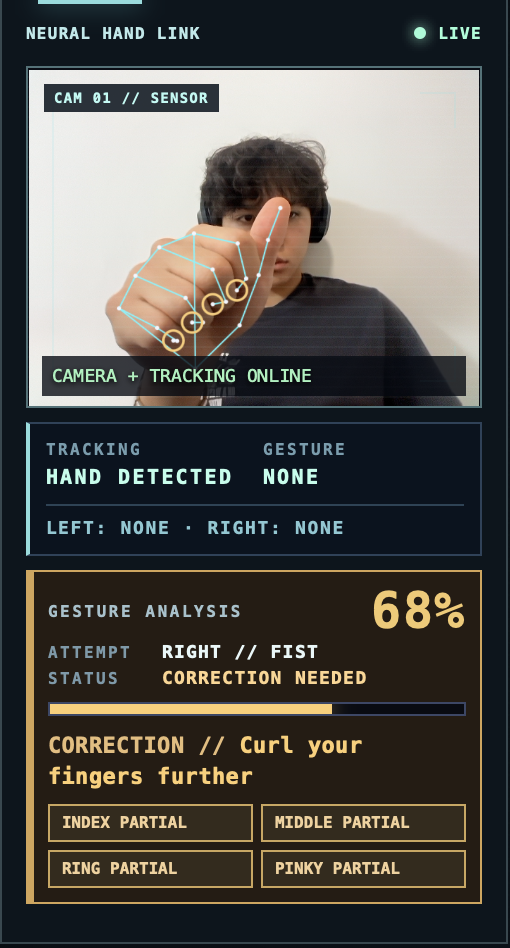 NEURAL HAND LINK
LIVE
CAM 01 // SENSOR
CAMERA + TRACKING ONLINE
TRACKING
GESTURE
HAND DETECTED
NONE
LEFT: NONE · RIGHT: NONE
GESTURE ANALYSIS
68%
ATTEMPT
RIGHT // FIST
STATUS
CORRECTION NEEDED
CORRECTION // Curl your
fingers further
INDEX PARTIAL
MIDDLE PARTIAL
RING PARTIAL
PINKY PARTIAL